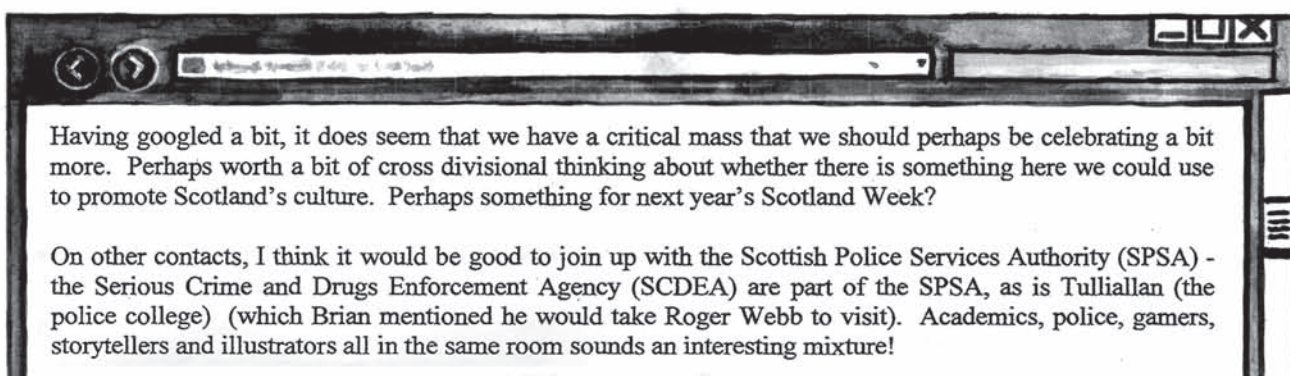 Having googled a bit, it does seem that we have a critical mass that we should perhaps be celebrating a bit
more. Perhaps worth a bit of cross divisional thinking about whether there is something here we could use
to promote Scotland's culture. Perhaps something for next year's Scotland Week?
On other contacts, I think it would be good to join up with the Scottish Police Services Authority (SPSA) -
the Serious Crime and Drugs Enforcement Agency (SCDEA) are part of the SPSA, as is Tulliallan (the
police college) (which Brian mentioned he would take Roger Webb to visit). Academics, police, gamers,
storytellers and illustrators all in the same room sounds an interesting mixture!